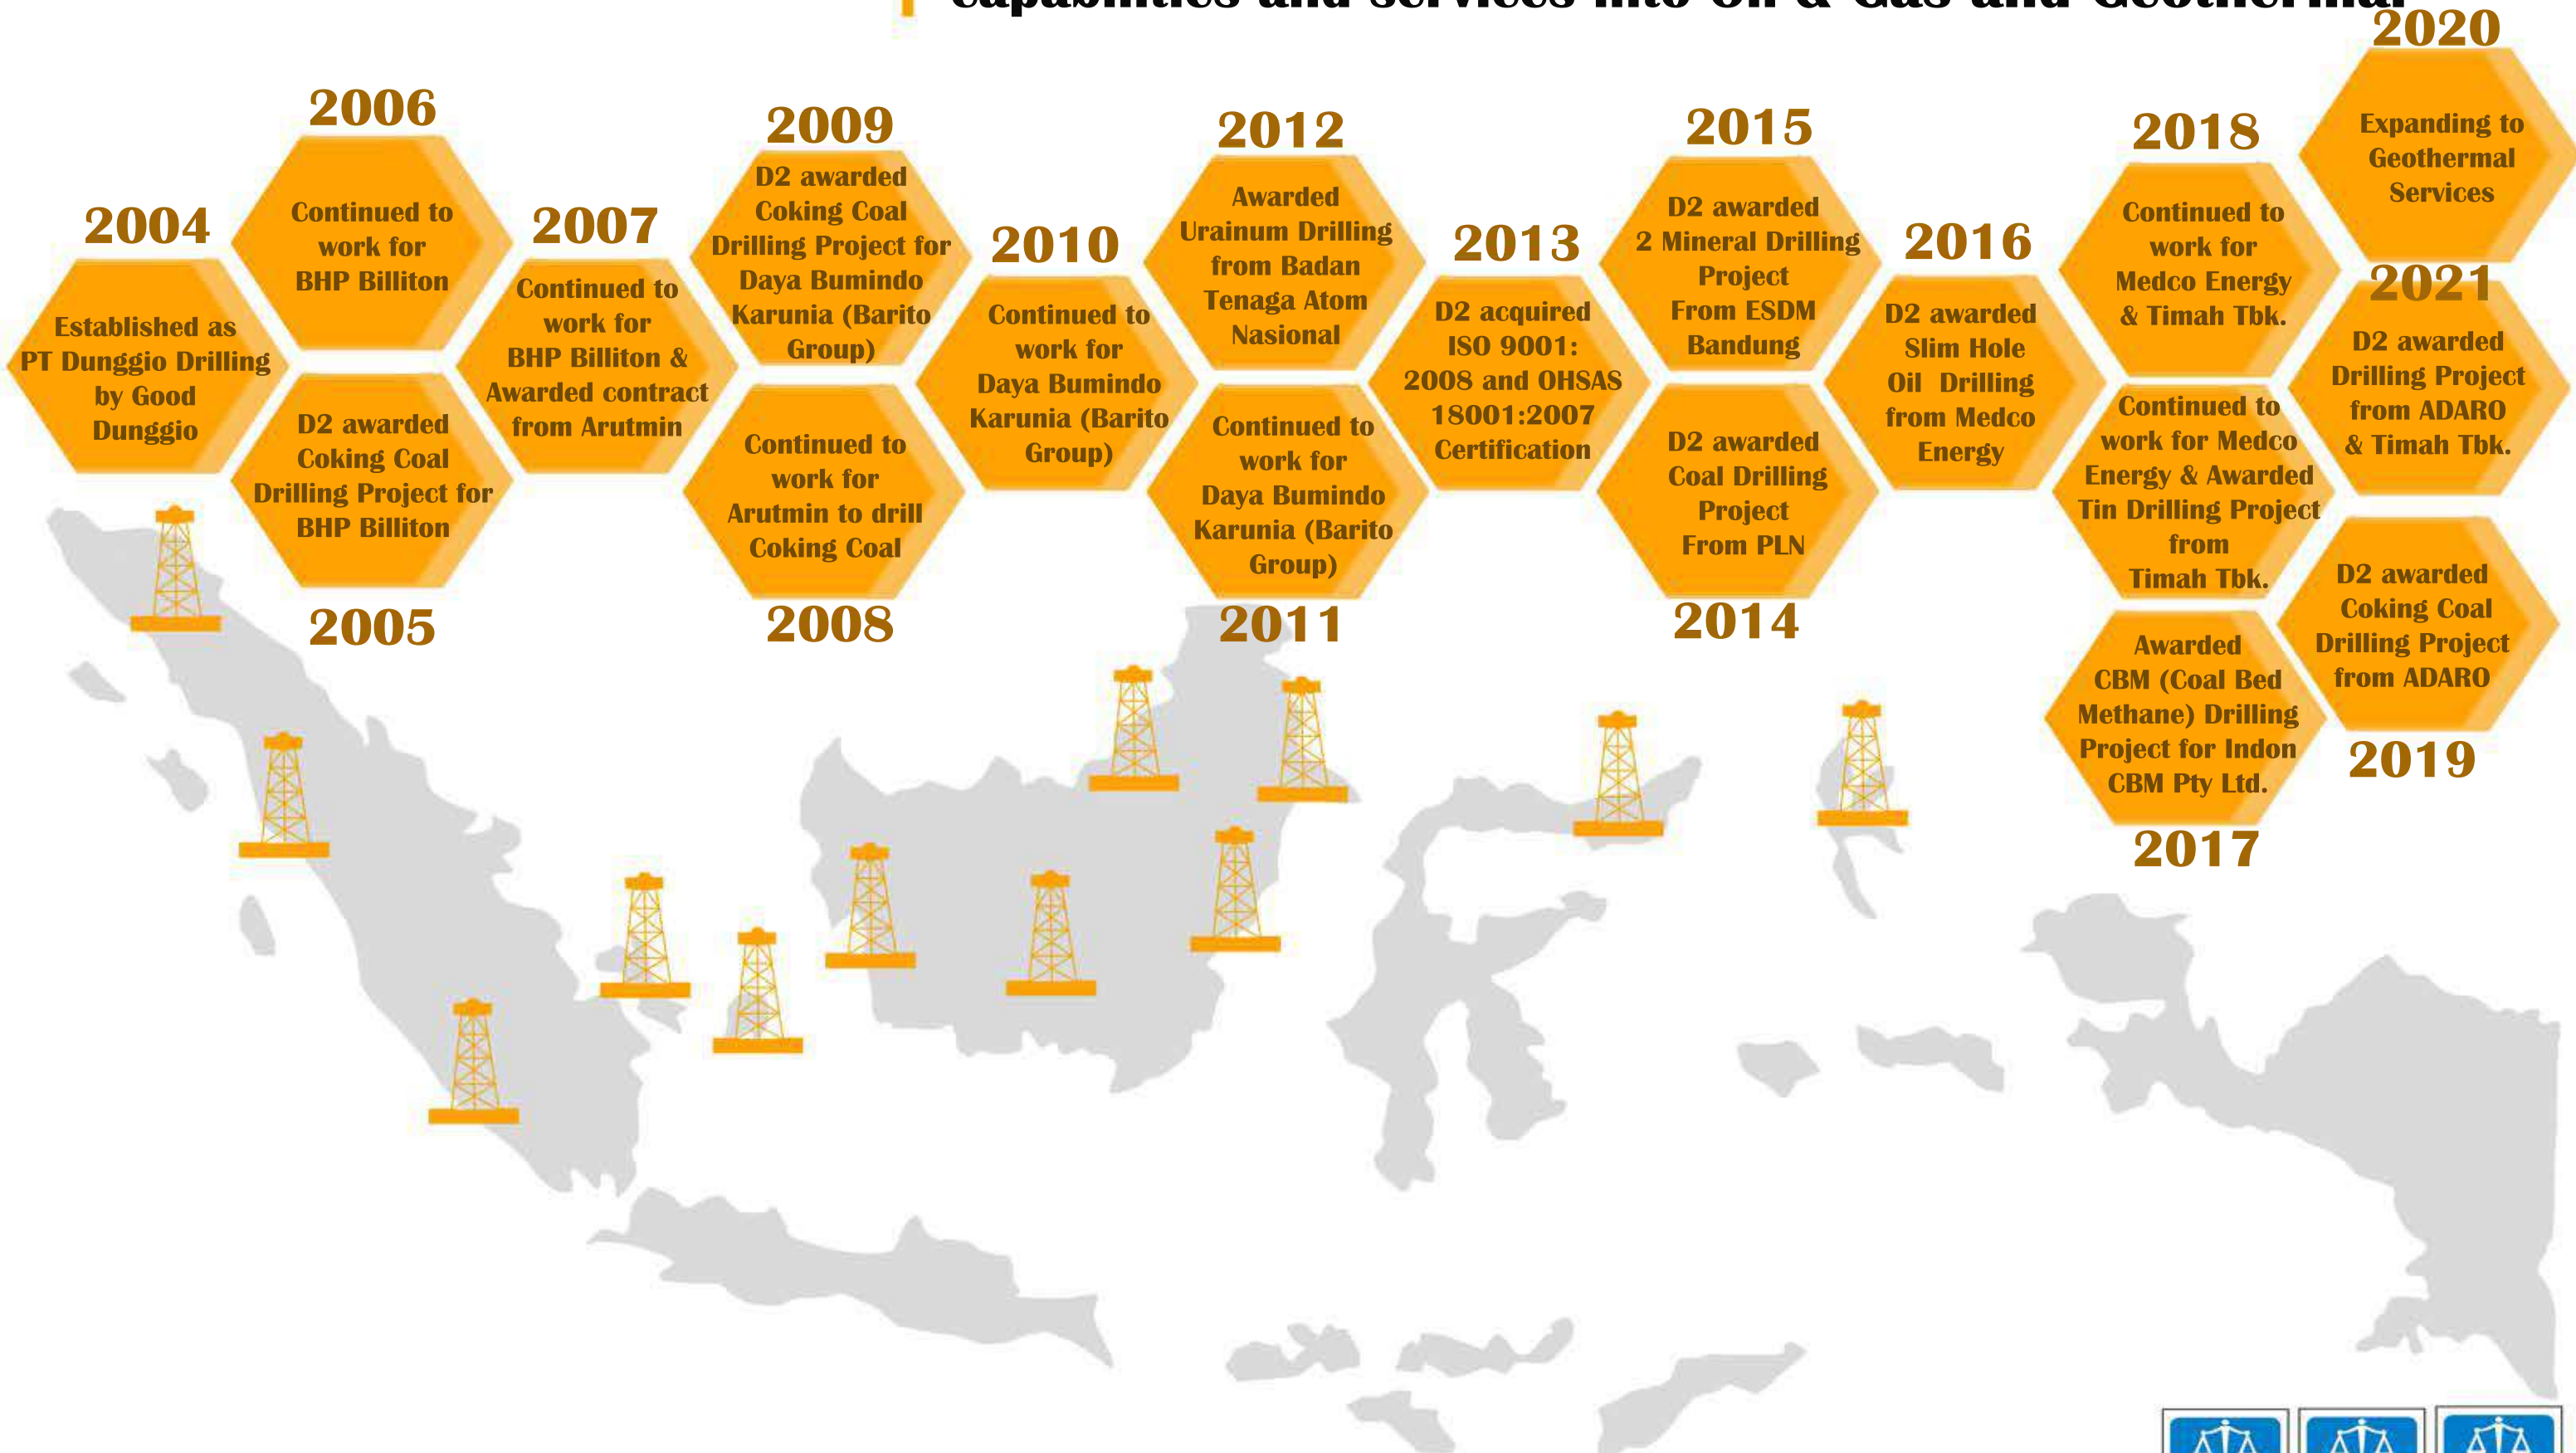 capabilities and services into Oil & Gas and Geothermal
2004
Established as
PT Dunggio Drilling
by Good
Dunggio
2006
Continued to
work for
BHP Billiton
D2 awarded
Coking Coal
Drilling Project for
BHP Billiton
2005
2007
Continued to
work for
BHP Billiton &
Awarded contract
from Arutmin
2009
D2 awarded
Coking Coal
Drilling Project for
Daya Bumindo
Karunia (Barito
Group)
Continued to
work for
Arutmin to drill
Coking Coal
2008
2010
Continued to
work for
Daya Bumindo
Karunia (Barito
Group)
2012
Awarded
Urainum Drilling
from Badan
Tenaga Atom
Nasional
Continued to
work for
Daya Bumindo
Karunia (Barito
Group)
2011
2013
D2 acquired
ISO 9001:
2008 and OHSAS
18001:2007
Certification
2015
D2 awarded
2 Mineral Drilling
Project
From ESDM
Bandung
D2 awarded
Coal Drilling
Project
From PLN
2014
2016
D2 awarded
Slim Hole
Oil Drilling
from Medco
Energy
2018
Continued to
work for
Medco Energy
& Timah Tbk.
Continued to
work for Medco
Energy & Awarded
Tin Drilling Project
from
Timah Tbk.
Awarded
CBM (Coal Bed
Methane) Drilling
Project for Indon
CBM Pty Ltd.
2017
2020
Expanding to
Geothermal
Services
2021
D2 awarded
Drilling Project
from ADARO
& Timah Tbk.
D2 awarded
Coking Coal
Drilling Project
from ADARO
2019